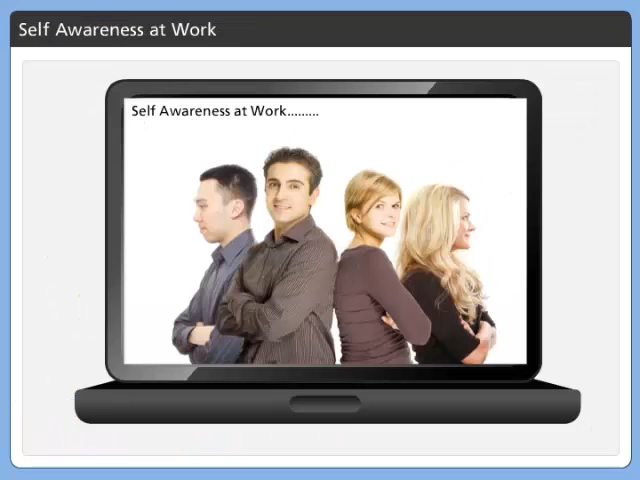 Self Awareness at Work
Self Awareness at Work.........